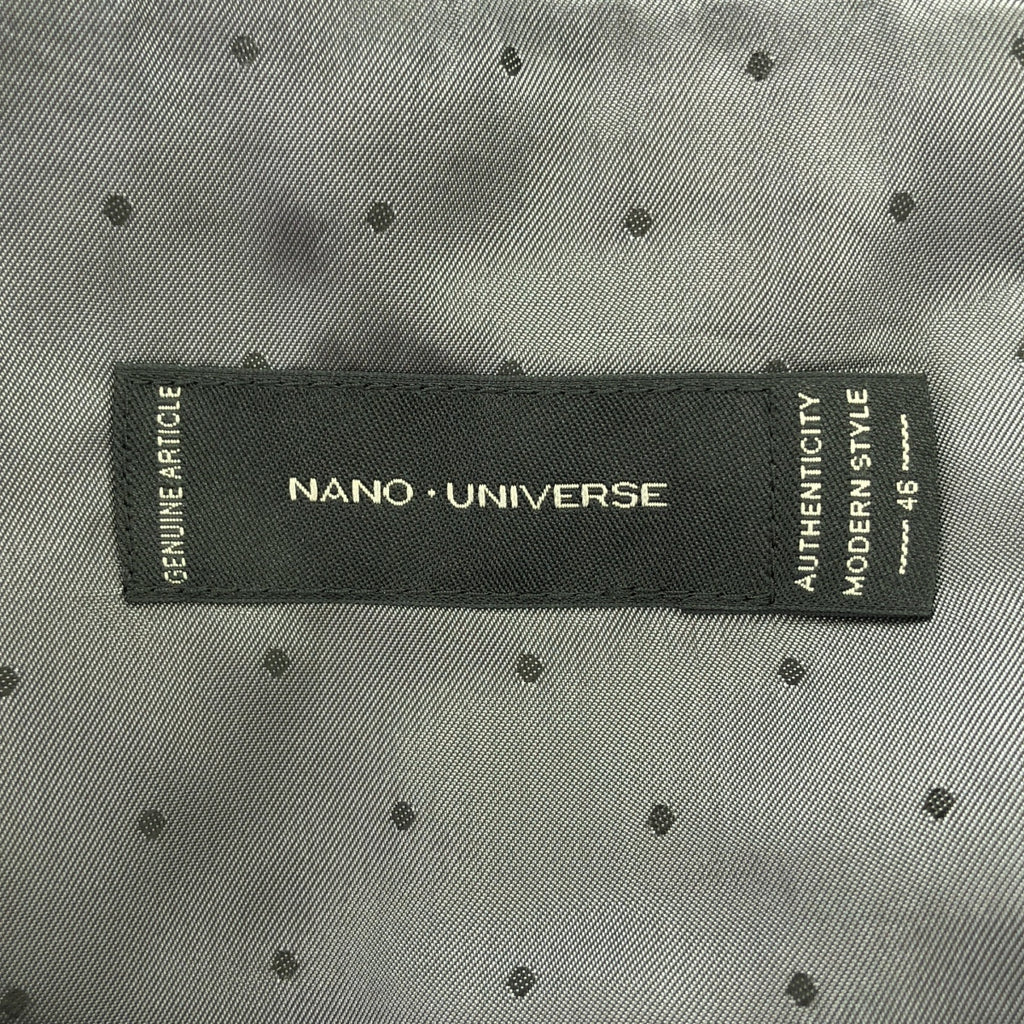 GENUINE ARTICLE
NANO · UNIVERSE
AUTHENTICITY
MODERN STYLE
46